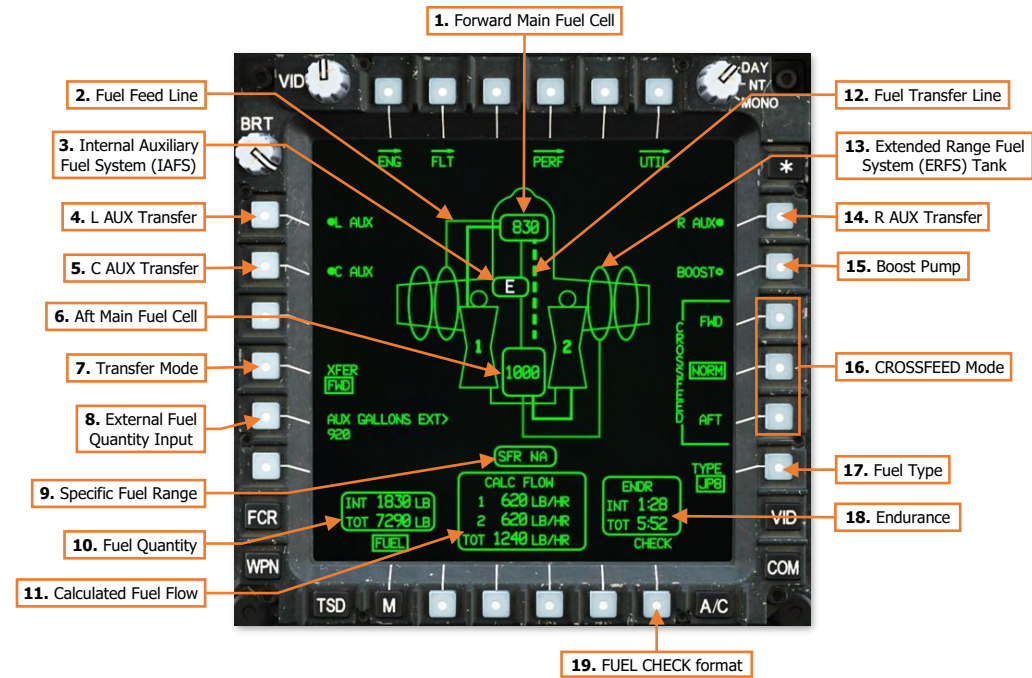 1. Forward Main Fuel Cell
2. Fuel Feed Line
3. Internal Auxiliary
Fuel System (IAFS)
4. L AUX Transfer
5. C AUX Transfer
6. Aft Main Fuel Cell
7. Transfer Mode
8. External Fuel
Quantity Input
9. Specific Fuel Range
10. Fuel Quantity
11. Calculated Fuel Flow
12. Fuel Transfer Line
13. Extended Range Fuel
System (ERFS) Tank
14. R AUX Transfer
15. Boost Pump
16. CROSSFEED Mode
17. Fuel Type
18. Endurance
19. FUEL CHECK format
VID
DAY
NT
MONO
BRT
*
ENG
FLT
PERF
UTIL
L AUX
830
R AUX
C AUX
E
BOOST
CROSSFEED
FWD
1
2
XFER
FWD
1000
NORM
AUX GALLONS EXT>
920
AFT
SFR NA
TYPE
JP8
CALC FLOW
1 620 LB/HR
2 620 LB/HR
TOT 1240 LB/HR
INT 1830 LB
TOT 7290 LB
FUEL
ENDR
INT 1:28
TOT 5:52
CHECK
FCR
VID
WPN
COM
TSD
M
A/C